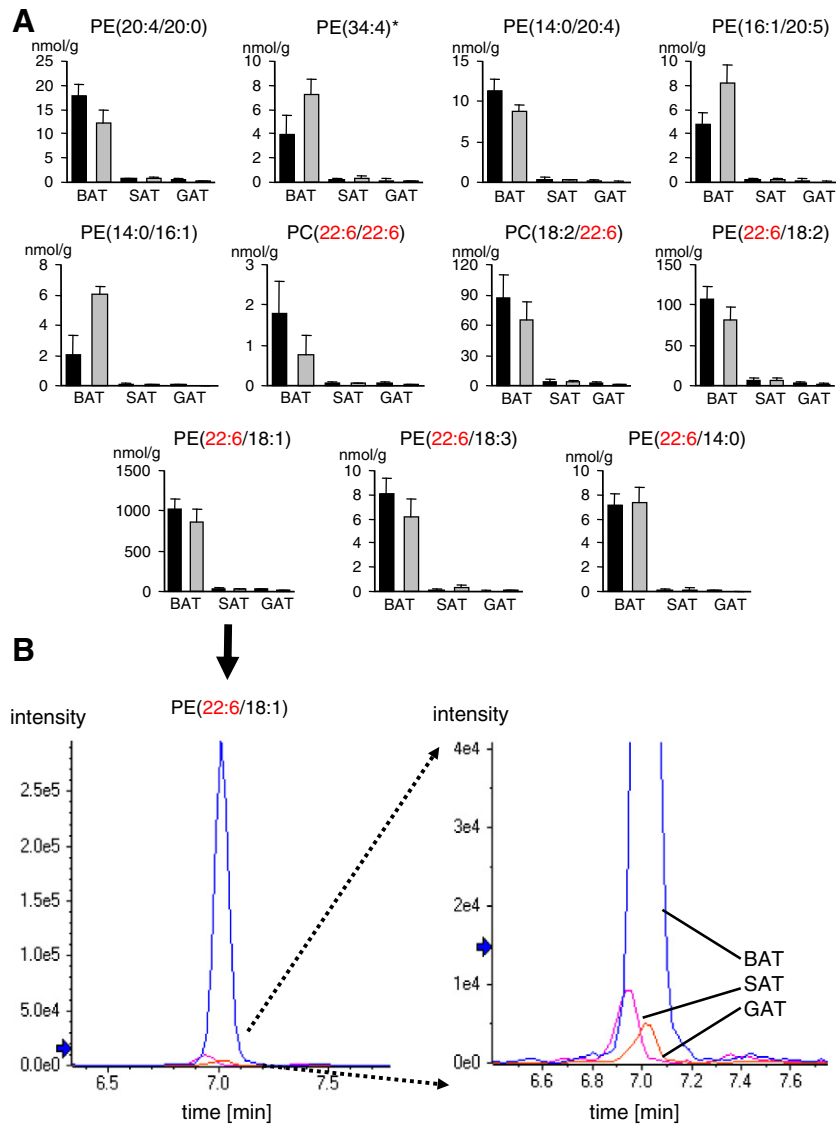 A
PE(20:4/20:0)
nmol/g
25
20
15
10
5
0
BAT SAT GAT
PE(34:4)*
nmol/g
10
8
6
4
2
0
BAT SAT GAT
PE(14:0/20:4)
nmol/g
15
10
5
0
BAT SAT GAT
PE(16:1/20:5)
nmol/g
10
8
6
4
2
0
BAT SAT GAT
PE(14:0/16:1)
nmol/g
8
6
4
2
0
BAT SAT GAT
PC(22:6/22:6)
nmol/g
3
2
1
0
BAT SAT GAT
PC(18:2/22:6)
nmol/g
120
90
60
30
0
BAT SAT GAT
PE(22:6/18:2)
nmol/g
150
100
50
0
BAT SAT GAT
PE(22:6/18:1)
nmol/g
1500
1000
500
0
BAT SAT GAT
PE(22:6/18:3)
nmol/g
10
8
6
4
2
0
BAT SAT GAT
PE(22:6/14:0)
nmol/g
10
8
6
4
2
0
BAT SAT GAT
B
PE(22:6/18:1)
intensity
2.5e5
2.0e5
1.5e5
1.0e5
5.0e4
0.0e0
6.5 7.0 7.5
time [min]
intensity
4e4
3e4
2e4
1e4
0e0
BAT
SAT
GAT
6.6 6.8 7.0 7.2 7.4 7.6
time [min]